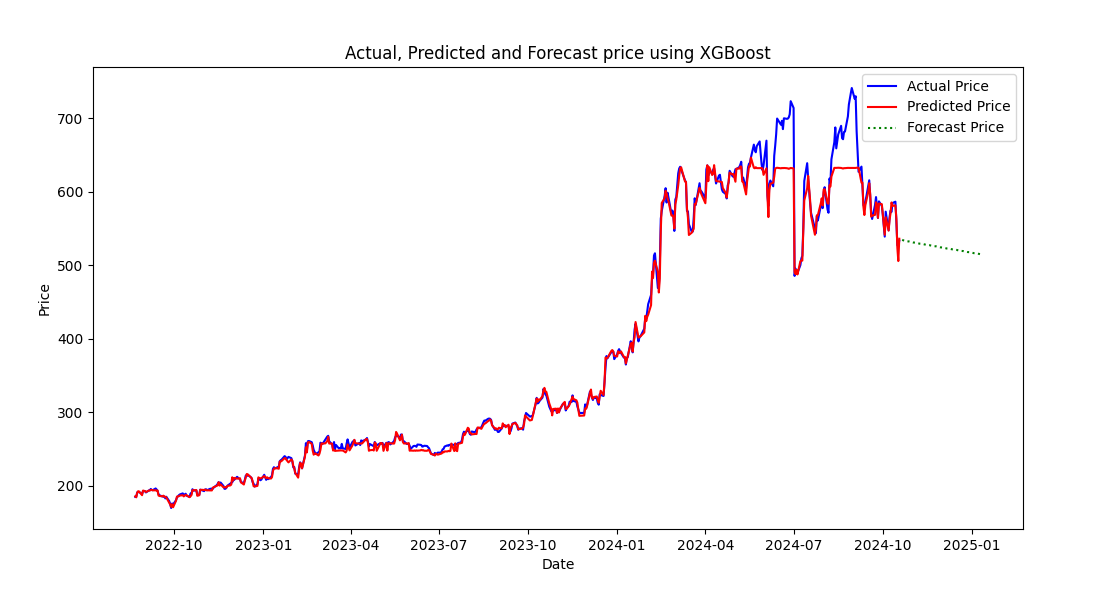 Actual, Predicted and Forecast price using XGBoost
Actual Price
Predicted Price
Forecast Price
Price
700
600
500
400
300
200
2022-10
2023-01
2023-04
2023-07
2023-10
2024-01
2024-04
2024-07
2024-10
2025-01
Date